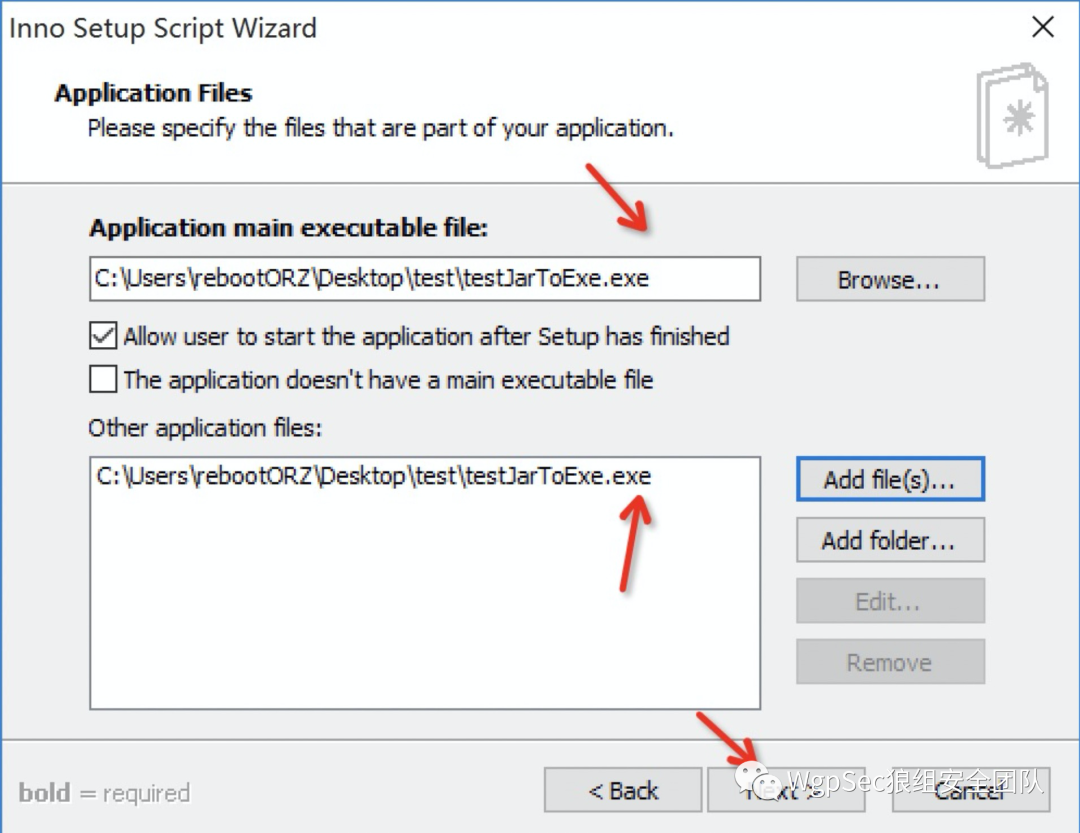 Inno Setup Script Wizard
Application Files
Please specify the files that are part of your application.
Application main executable file:
C:\Users\rebootORZ\Desktop\test\testJarToExe.exe
Browse...
Allow user to start the application after Setup has finished
The application doesn't have a main executable file
Other application files:
C:\Users\rebootORZ\Desktop\test\testJarToExe.exe
Add file(s)...
Add folder...
Edit...
Remove
bold = required
< Back
Next >
Cancel
WgpSec狼组安全团队